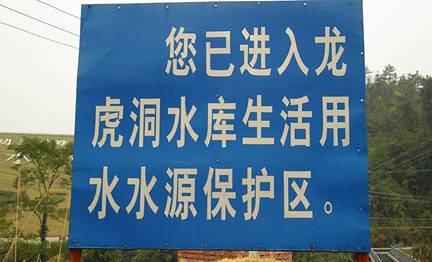 您已进入龙
虎洞水库生活用
水水源保护区。